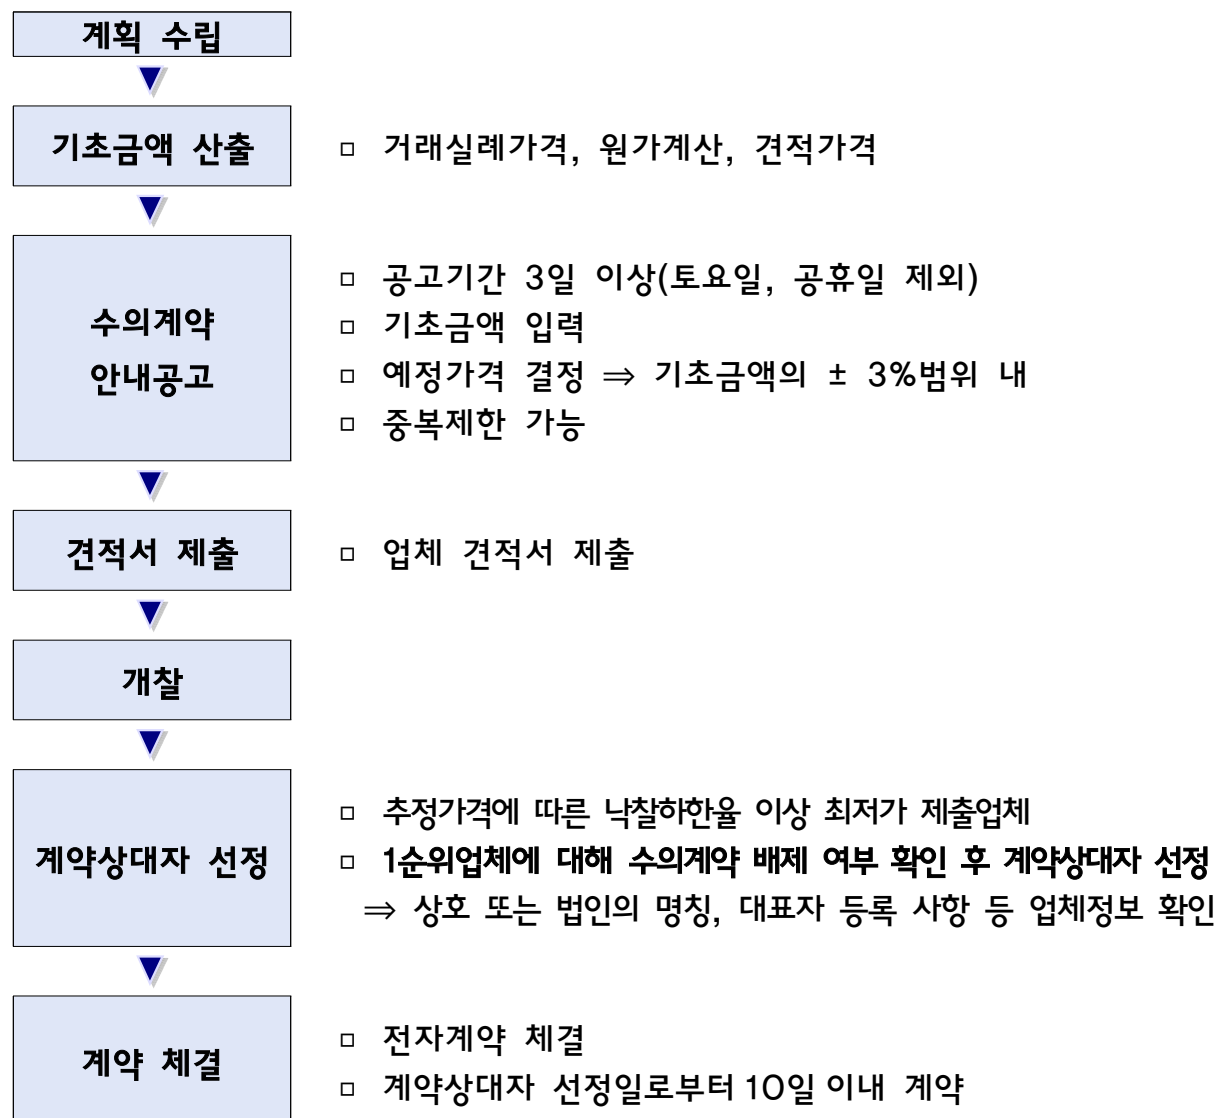 계획 수립
▼
기초금액 산출
▫ 거래실례가격, 원가계산, 견적가격
▼
수의계약
안내공고
▫ 공고기간 3일 이상(토요일, 공휴일 제외)
▫ 기초금액 입력
▫ 예정가격 결정 ⇒ 기초금액의 ± 3%범위 내
▫ 중복제한 가능
▼
견적서 제출
▫ 업체 견적서 제출
▼
개찰
▼
계약상대자 선정
▫ 추정가격에 따른 낙찰하한율 이상 최저가 제출업체
▫ 1순위업체에 대해 수의계약 배제 여부 확인 후 계약상대자 선정
⇒ 상호 또는 법인의 명칭, 대표자 등록 사항 등 업체정보 확인
▼
계약 체결
▫ 전자계약 체결
▫ 계약상대자 선정일로부터 10일 이내 계약